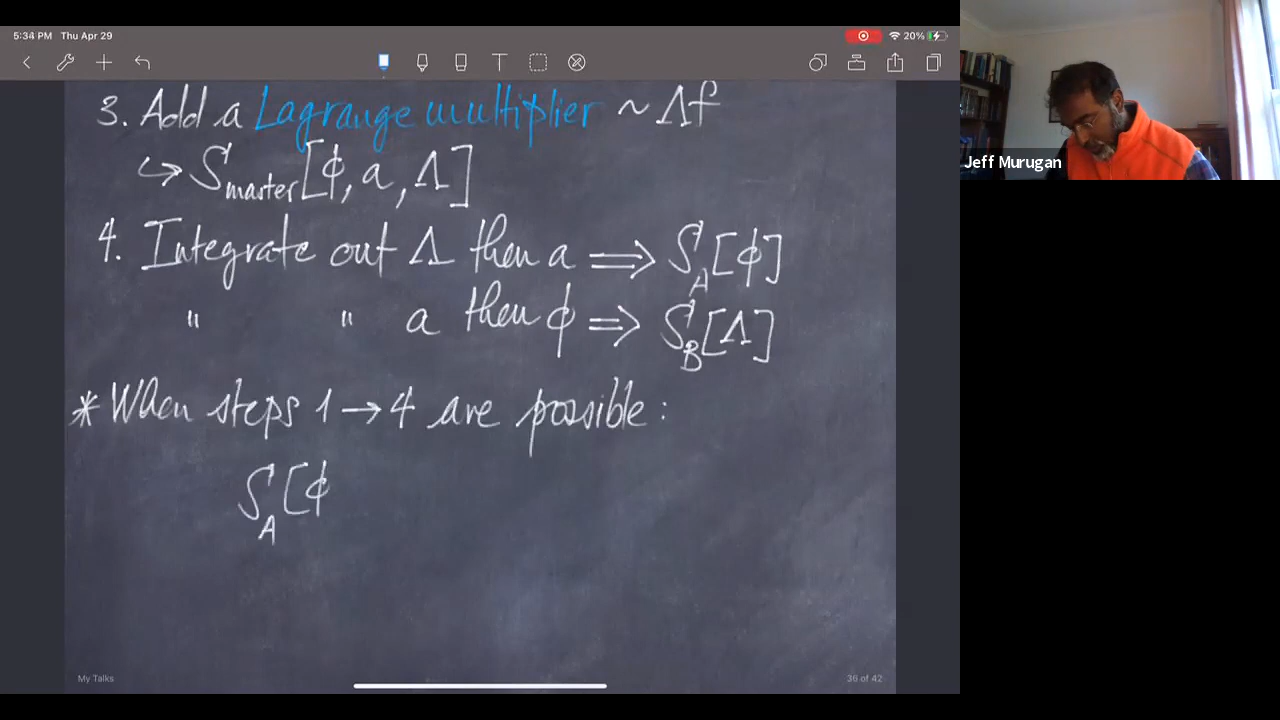 5:34 PM Thu Apr 29
20%
3. Add a Lagrange multiplier ~ Λf
↪ S_master[ϕ, a, Λ]
4. Integrate out Λ then a ⟹ S_A[ϕ]
" " a then ϕ ⟹ S_B[Λ]
* When steps 1 → 4 are possible:
S_A[ϕ
My Talks
36 of 42
Jeff Murugan